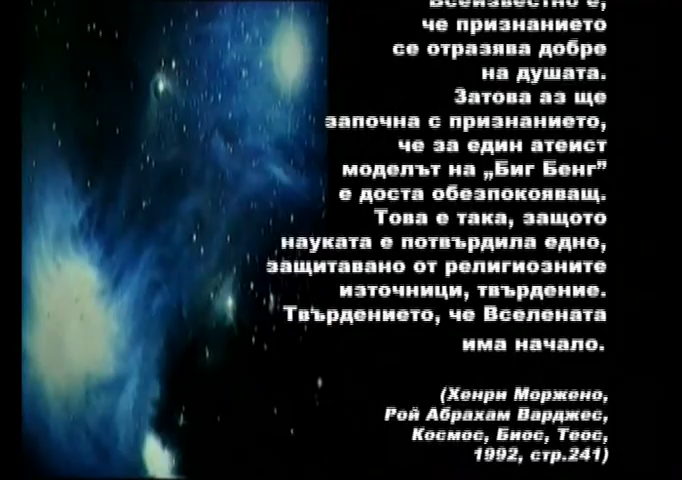 Всеизвестно е,
че признанието
се отразява добре
на душата.
Затова аз ще
започна с признанието,
че за един атеист
моделът на „Биг Бенг”
е доста обезпокояващ.
Това е така, защото
науката е потвърдила едно,
защитавано от религиозните
източници, твърдение.
Твърдението, че Вселената
има начало.
(Хенри Моржено,
Рой Абрахам Варджес,
Космос, Биос, Теос,
1992, стр.241)